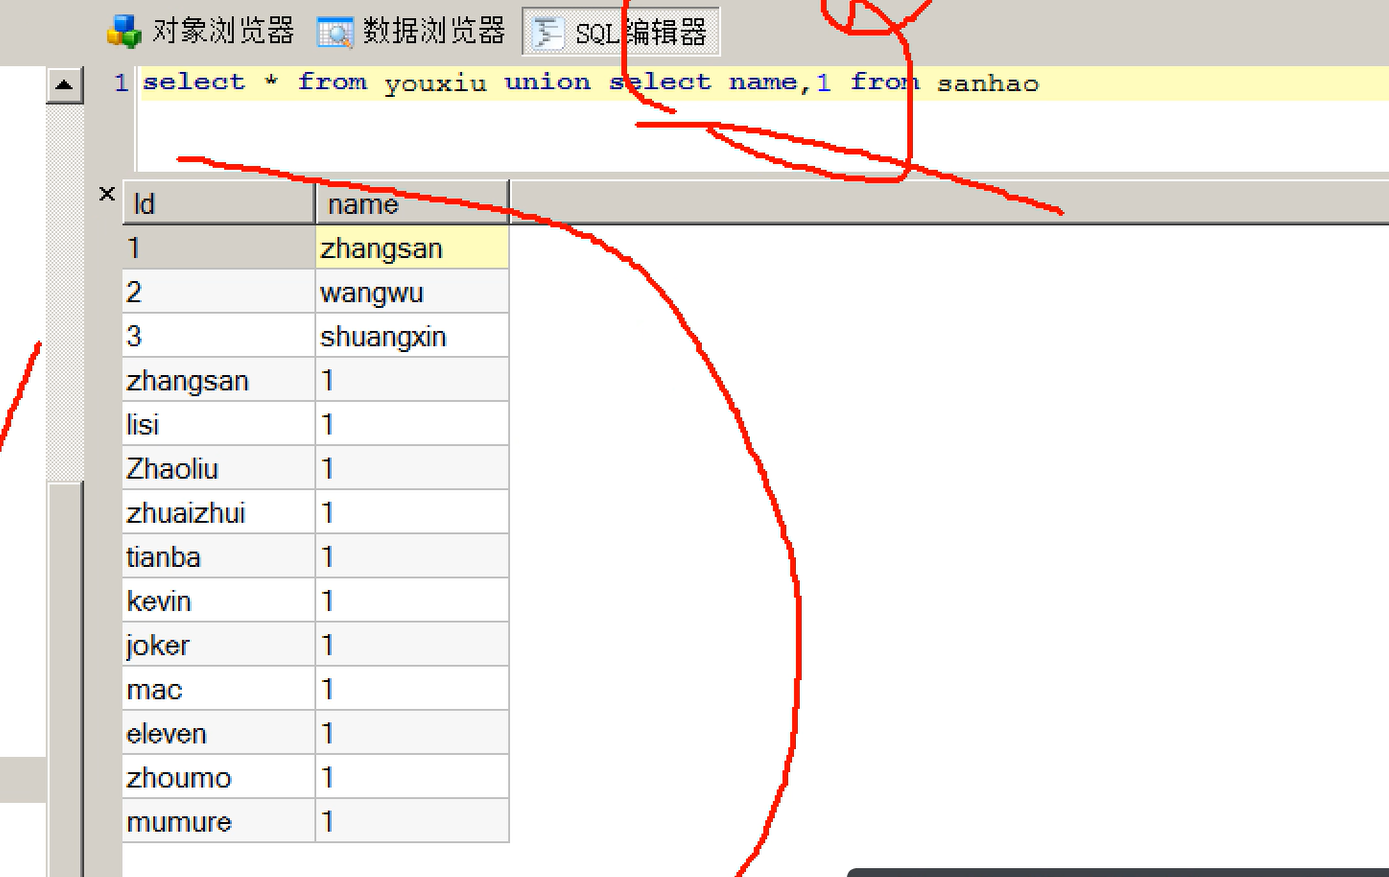 对象浏览器 数据浏览器 SQL编辑器
1 select * from youxiu union select name,1 from sanhao
Id name
1 zhangsan
2 wangwu
3 shuangxin
zhangsan 1
lisi 1
Zhaoliu 1
zhuaizhui 1
tianba 1
kevin 1
joker 1
mac 1
eleven 1
zhoumo 1
mumure 1